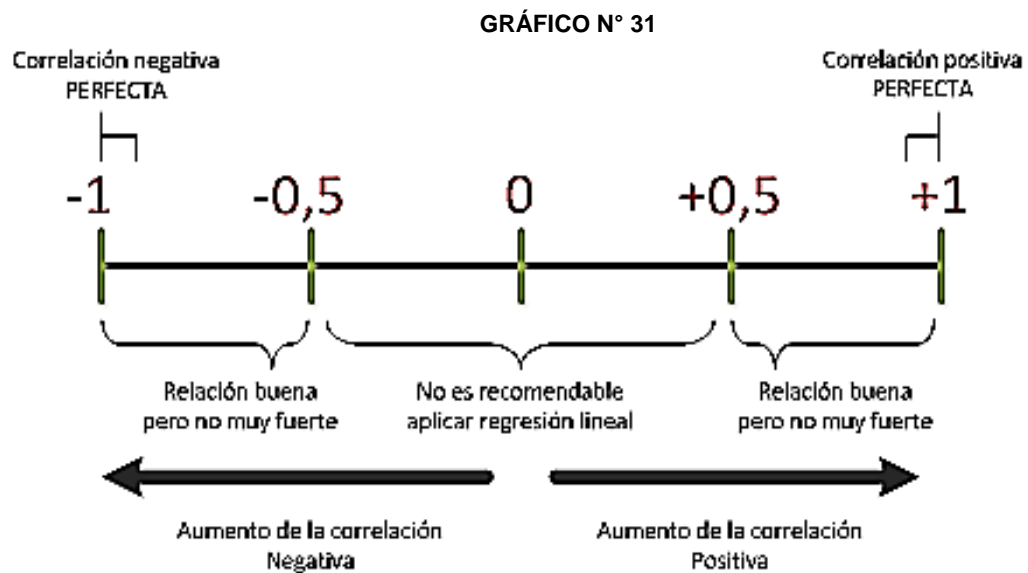 GRÁFICO N° 31
Correlación negativa
PERFECTA
Correlación positiva
PERFECTA
-1
-0,5
0
+0,5
+1
Relación buena
pero no muy fuerte
No es recomendable
aplicar regresión lineal
Relación buena
pero no muy fuerte
Aumento de la correlación
Negativa
Aumento de la correlación
Positiva